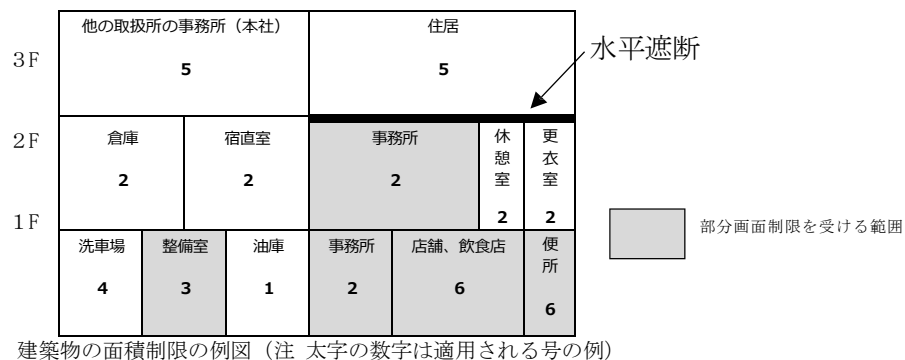 他の取扱所の事務所（本社）
住居
水平遮断
3F
5
5
2F
倉庫
宿直室
事務所
休憩室
更衣室
2
2
2
2
2
1F
洗車場
整備室
油庫
事務所
店舗、飲食店
便所
部分画面制限を受ける範囲
4
3
1
2
6
6
建築物の面積制限の例図（注 太字の数字は適用される号の例）